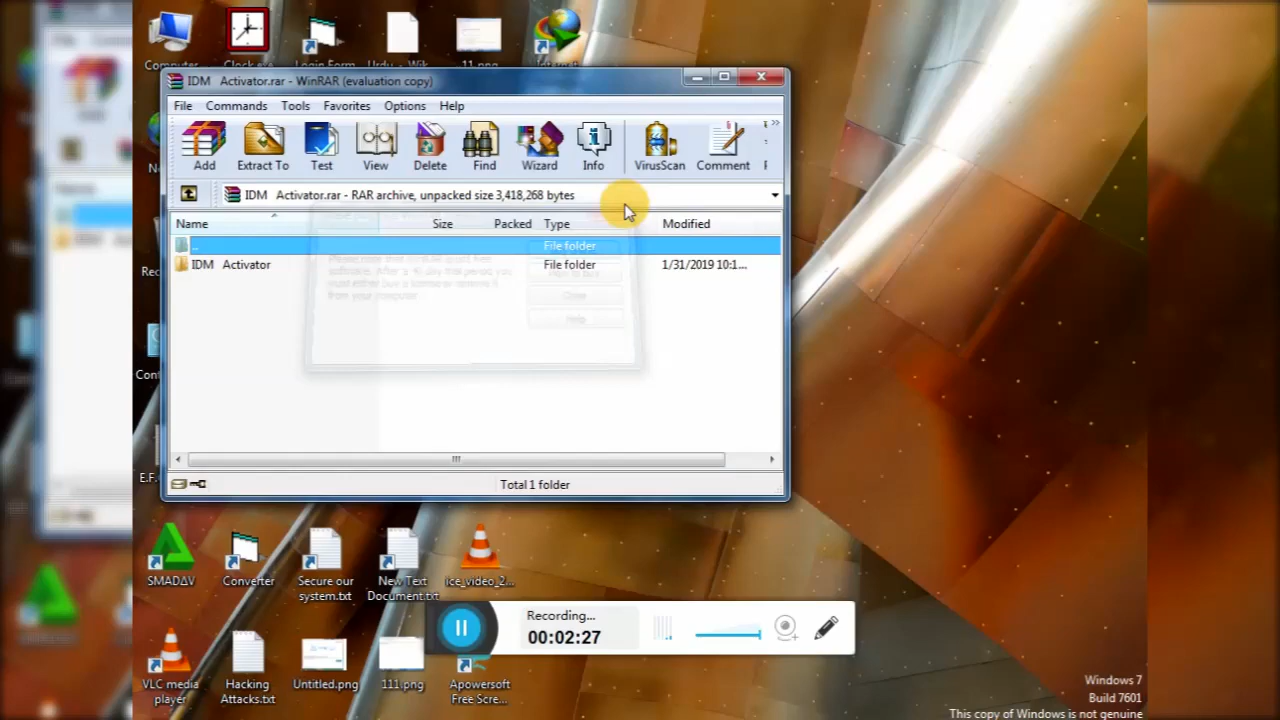 Computer
Clock.exe
Login Form
Urdu - Wik...
11.png
Internet
IDM Activator.rar - WinRAR (evaluation copy)
File Commands Tools Favorites Options Help
Add Extract To Test View Delete Find Wizard Info VirusScan Comment
IDM Activator.rar - RAR archive, unpacked size 3,418,268 bytes
Name Size Packed Type Modified
.. File folder
IDM Activator File folder 1/31/2019 10:1...
Close
Help
Total 1 folder
SMADAV
Converter
Secure our
system.txt
New Text
Document.txt
ice_video_2...
Recording...
00:02:27
VLC media
player
Hacking
Attacks.txt
Untitled.png
111.png
Apowersoft
Free Scre...
Windows 7
Build 7601
This copy of Windows is not genuine